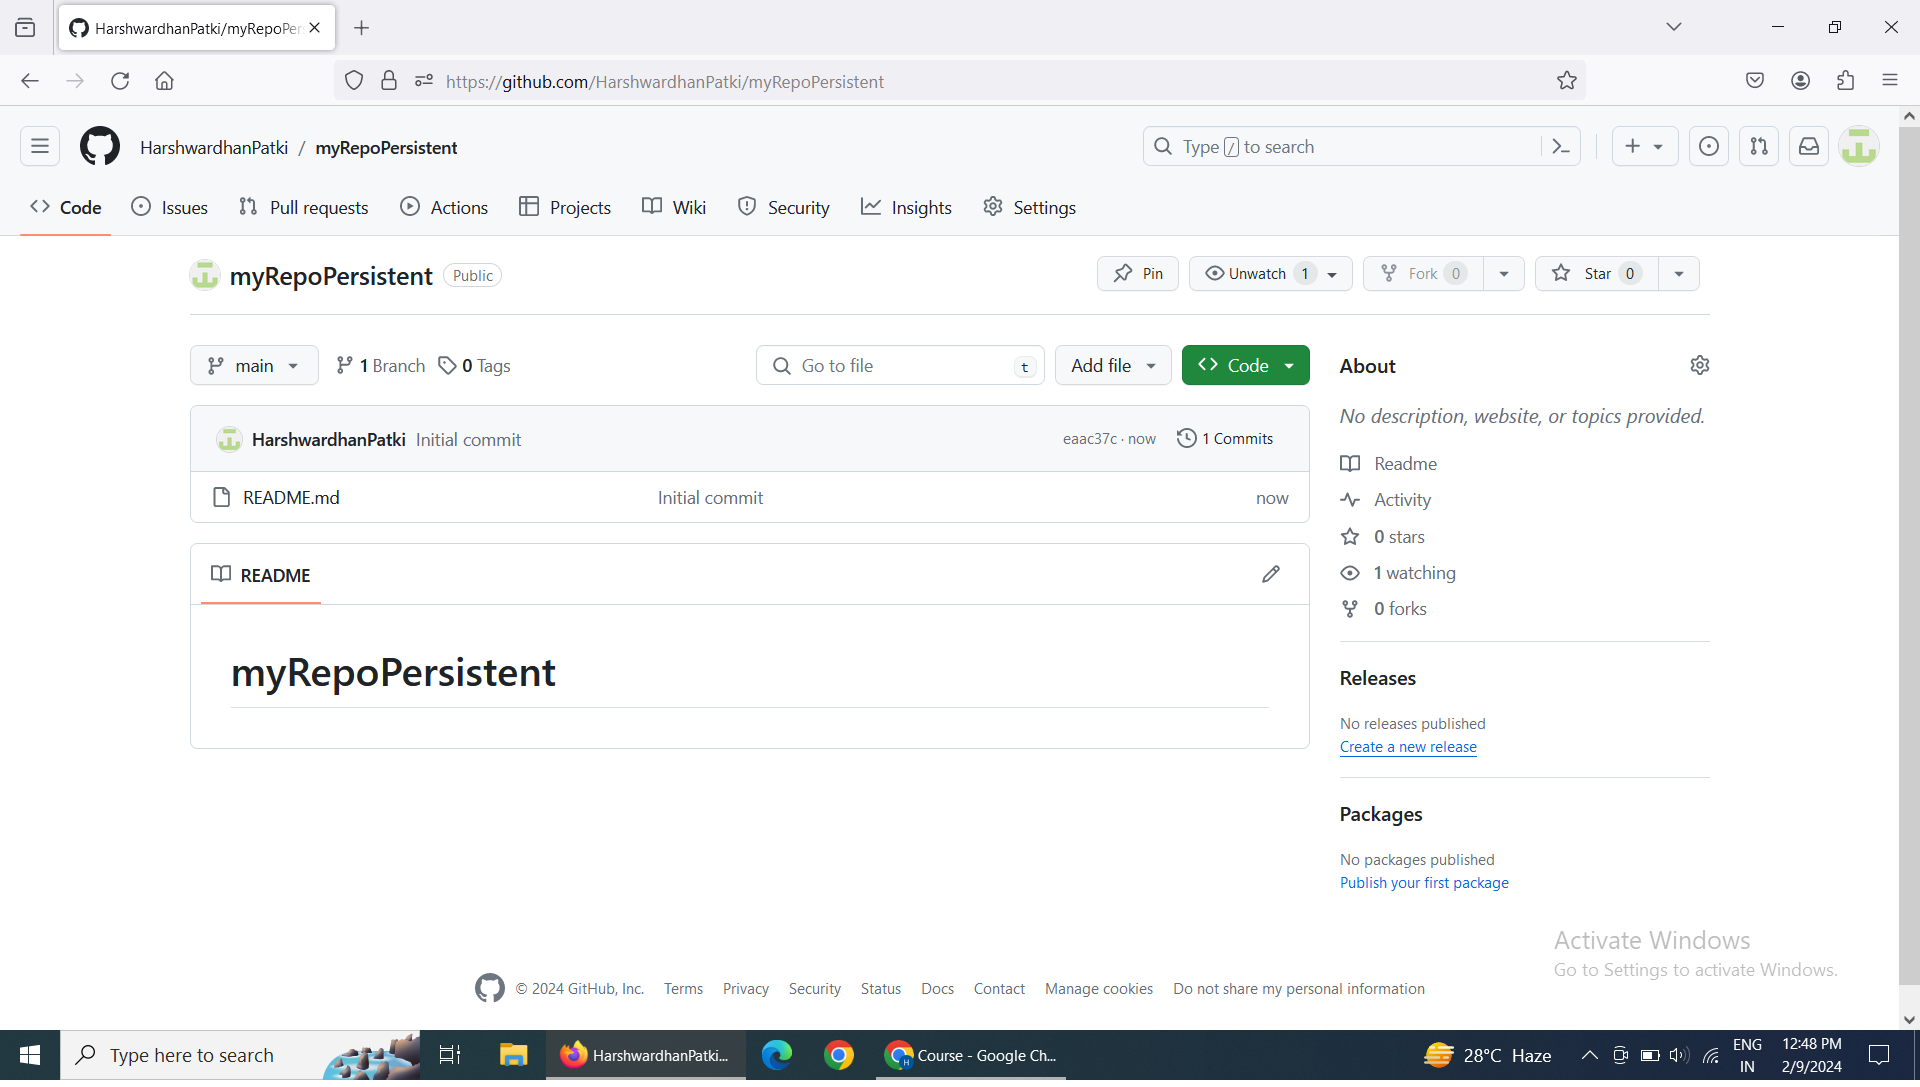 HarshwardhanPatki/myRepoPer
https://github.com/HarshwardhanPatki/myRepoPersistent
HarshwardhanPatki / myRepoPersistent
Type / to search
Code Issues Pull requests Actions Projects Wiki Security Insights Settings
myRepoPersistent Public
Pin Unwatch 1 Fork 0 Star 0
main 1 Branch 0 Tags Go to file t Add file Code
HarshwardhanPatki Initial commit eaac37c · now 1 Commits
README.md Initial commit now
README
myRepoPersistent
About
No description, website, or topics provided.
Readme
Activity
0 stars
1 watching
0 forks
Releases
No releases published
Create a new release
Packages
No packages published
Publish your first package
Activate Windows
Go to Settings to activate Windows.
© 2024 GitHub, Inc. Terms Privacy Security Status Docs Contact Manage cookies Do not share my personal information
Type here to search HarshwardhanPatki... Course - Google Ch... 28°C Haze
ENG
IN
12:48 PM
2/9/2024